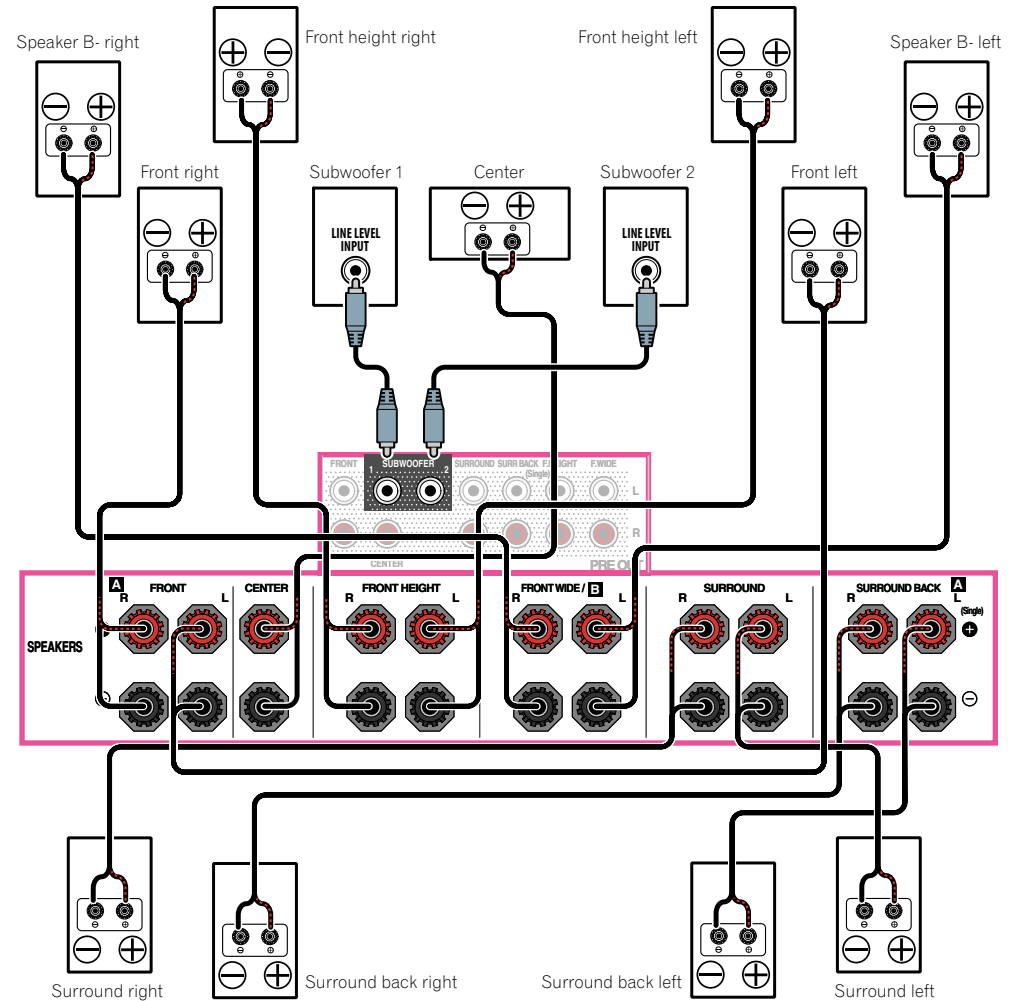 Speaker B- right
Front height right
Front height left
Speaker B- left
Front right
Subwoofer 1
Center
Subwoofer 2
Front left
LINE LEVEL
INPUT
LINE LEVEL
INPUT
FRONT
SUBWOOFER
1
2
SURROUND
SURR BACK
(Single)
F.WIDE
L
R
CENTER
PRE OUT
SPEAKERS
A
FRONT
R
L
CENTER
FRONT HEIGHT
R
L
FRONT WIDE / B
R
L
SURROUND
R
L
SURROUND BACK
A
R
L
(Single)
Surround right
Surround back right
Surround back left
Surround left